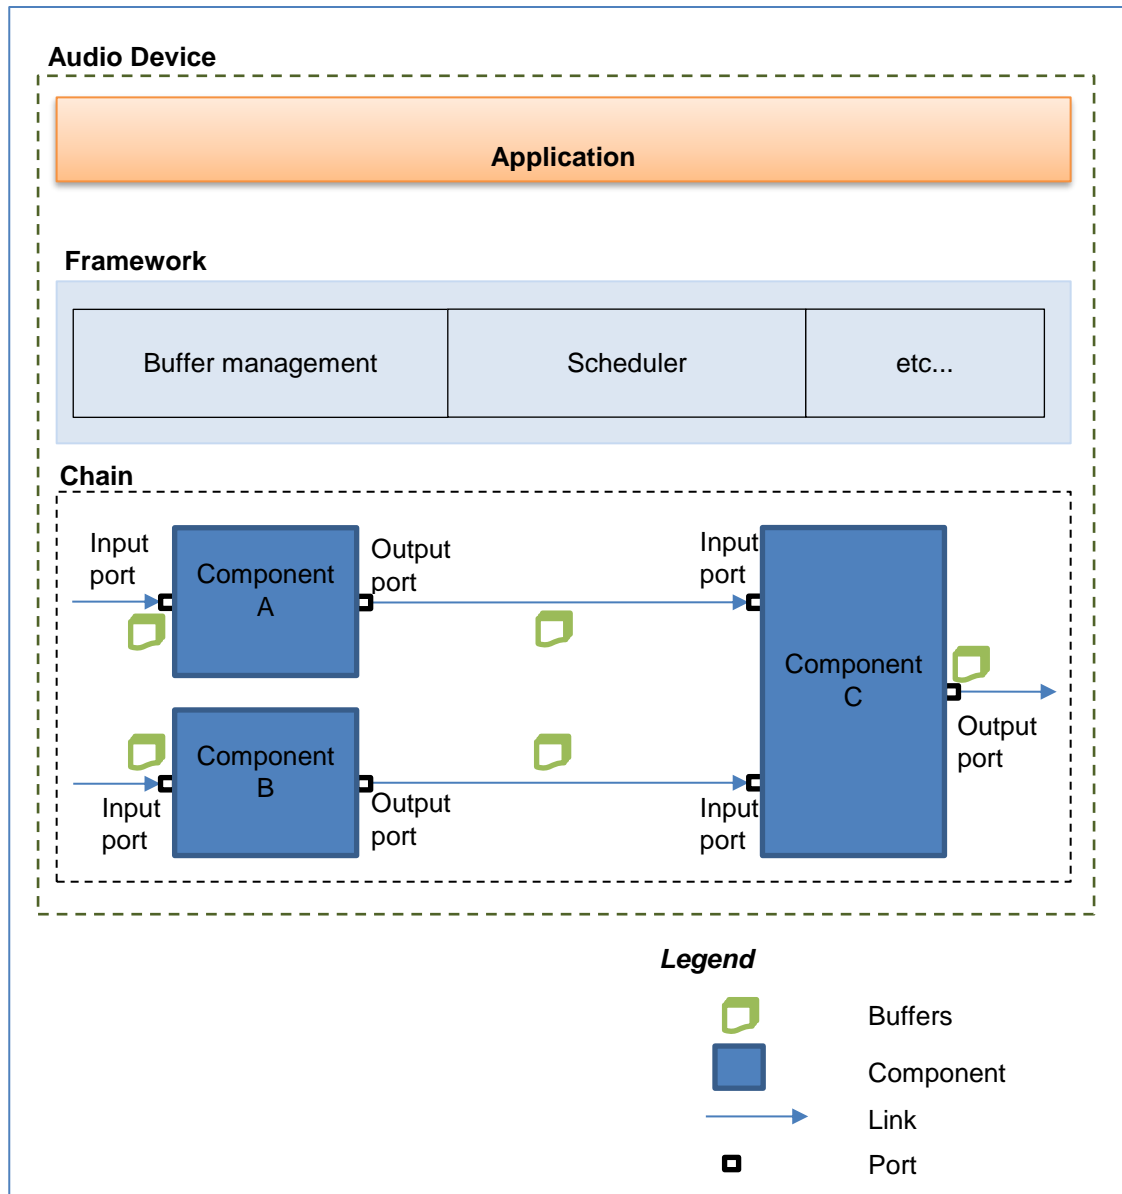 Audio Device
Application
Framework
Buffer management
Scheduler
etc...
Chain
Input
port
Component
A
Output
port
Input
port
Component
C
Output
port
Component
B
Input
port
Output
port
Input
port
Legend
Buffers
Component
Link
Port